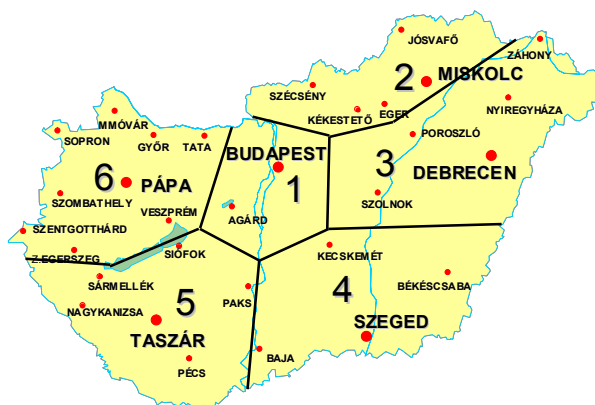 JÓSVAFŐ
ZÁHONY
2
MISKOLC
SZÉCSÉNY
NYIREGYHÁZA
KÉKESTETŐ
EGER
MMÓVÁR
SOPRON
GYŐR
TATA
POROSZLÓ
BUDAPEST
3
DEBRECEN
6
PÁPA
1
SZOMBATHELY
VESZPRÉM
AGÁRD
SZOLNOK
SZENTGOTTHÁRD
SIÓFOK
KECSKEMÉT
Z.EGERSZEG
SÁRMELLÉK
PAKS
4
BÉKÉSCSABA
5
NAGYKANIZSA
SZEGED
TASZÁR
BAJA
PÉCS